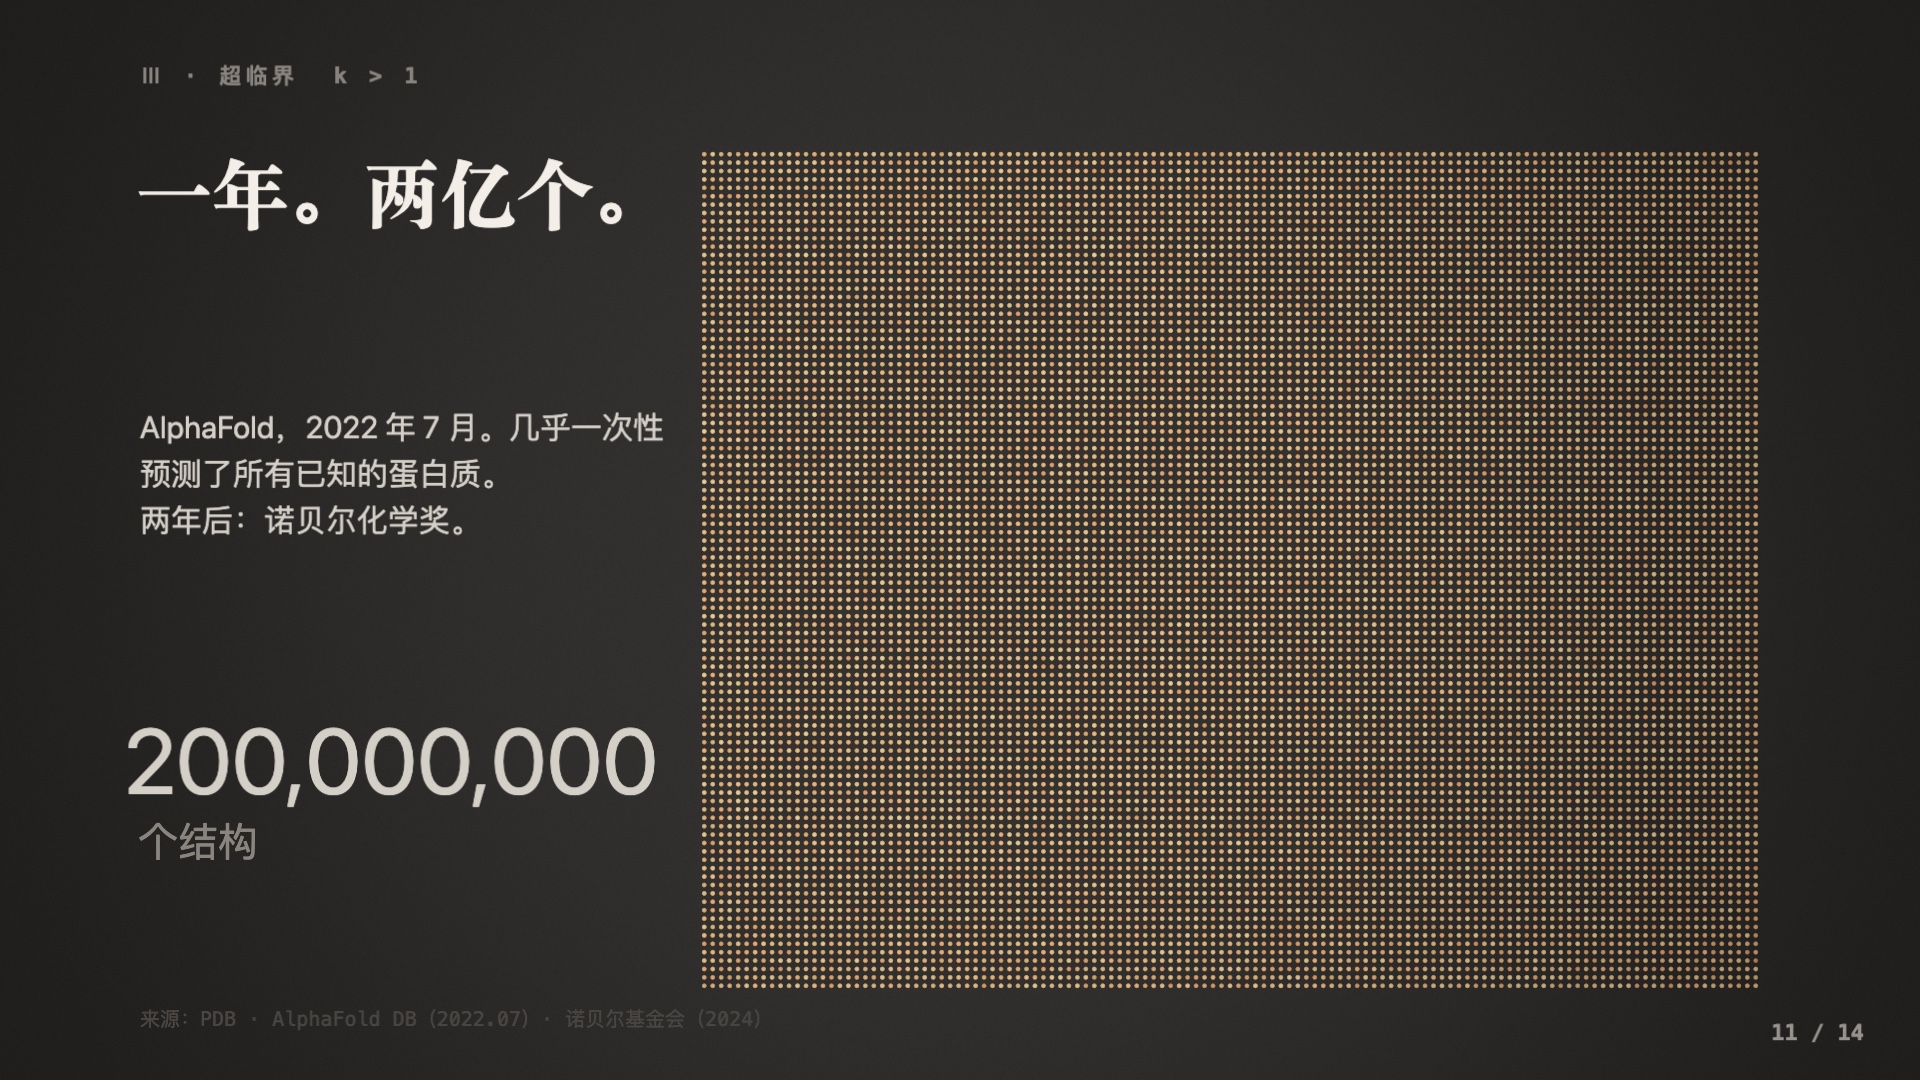 III · 超临界 k > 1
一年。两亿个。
AlphaFold，2022 年 7 月。几乎一次性
预测了所有已知的蛋白质。
两年后：诺贝尔化学奖。
200,000,000
个结构
来源：PDB · AlphaFold DB (2022.07) · 诺贝尔基金会 (2024)
11 / 14